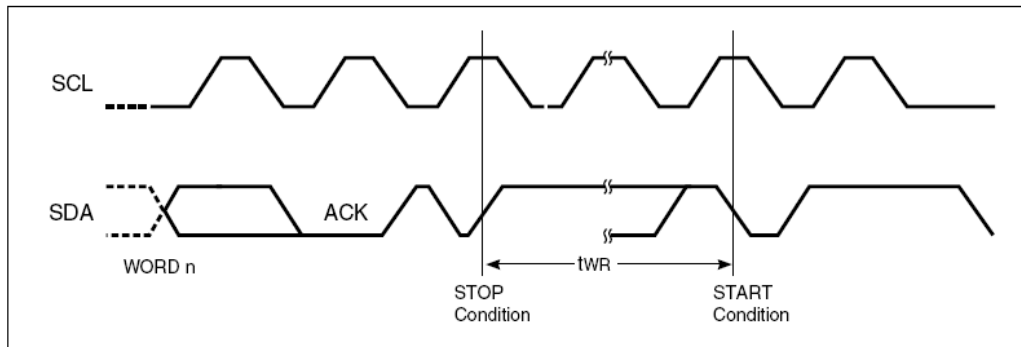 SCL
SDA
ACK
WORD n
tWR
STOP
Condition
START
Condition